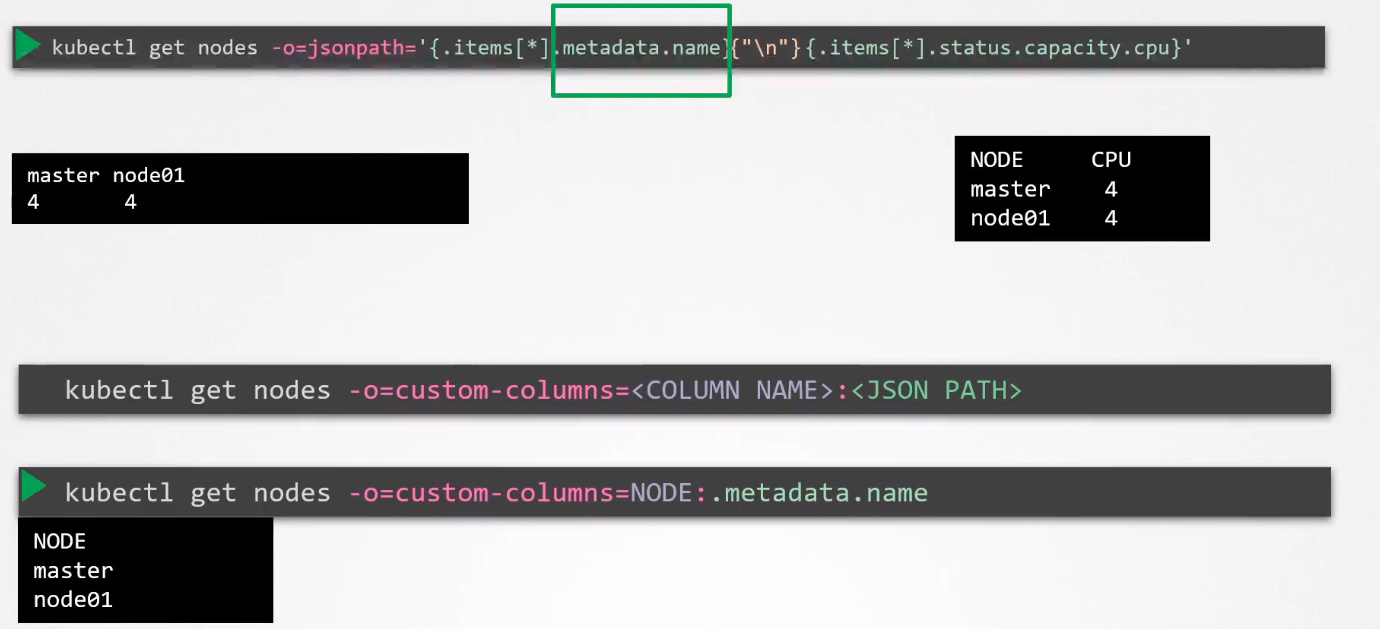 kubectl get nodes -o=jsonpath='{.items[*].metadata.name}{"\n"}{.items[*].status.capacity.cpu}'
master node01
4 4
NODE CPU
master 4
node01 4
kubectl get nodes -o=custom-columns=<COLUMN NAME>:<JSON PATH>
kubectl get nodes -o=custom-columns=NODE:.metadata.name
NODE
master
node01